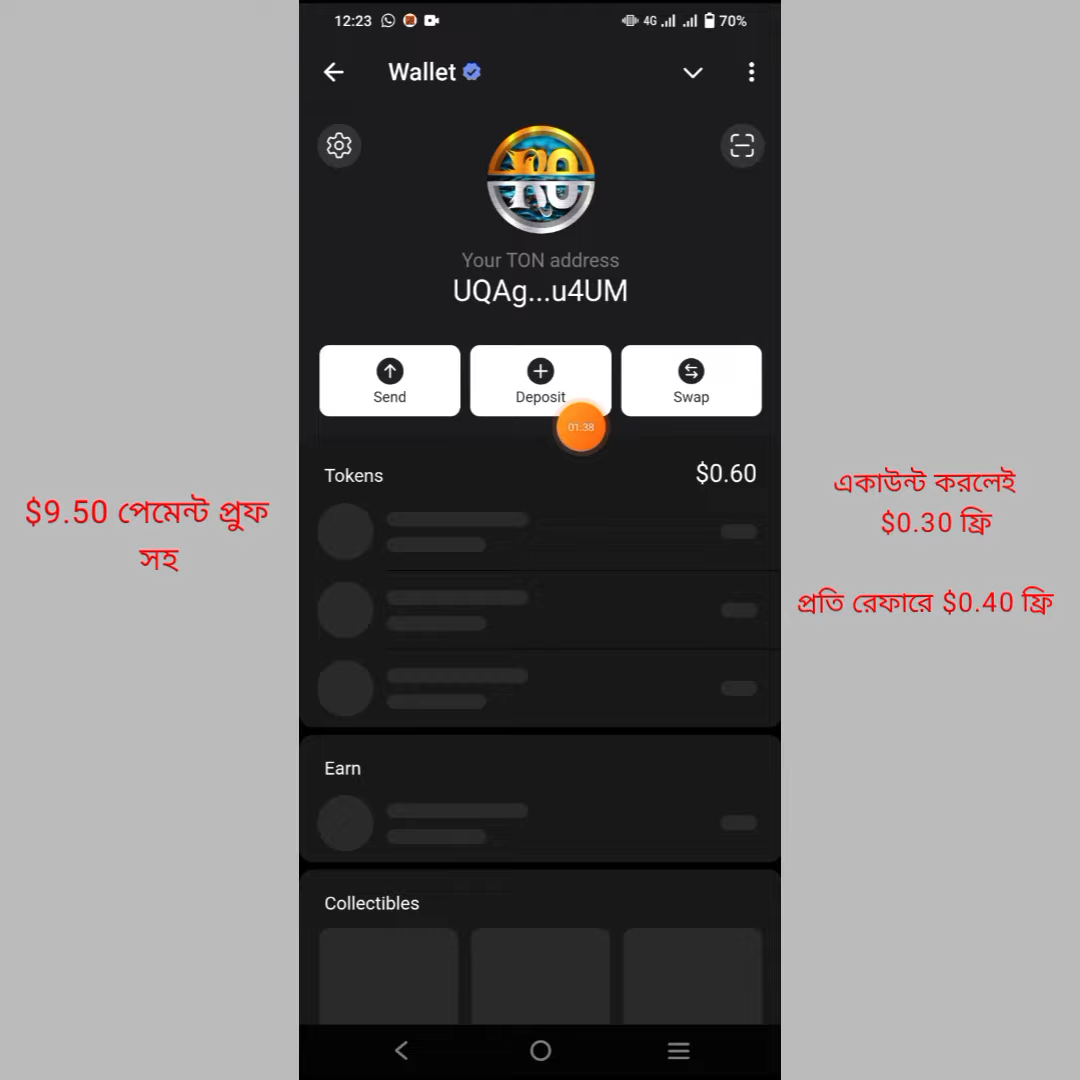 12:23 4G 70%
Wallet
RO
Your TON address
UQAg...u4UM
Send Deposit Swap
01:38
Tokens $0.60
$9.50 পেমেন্ট প্রুফ
সহ
একাউন্ট করলেই
$0.30 ফ্রি
প্রতি রেফারে $0.40 ফ্রি
Earn
Collectibles